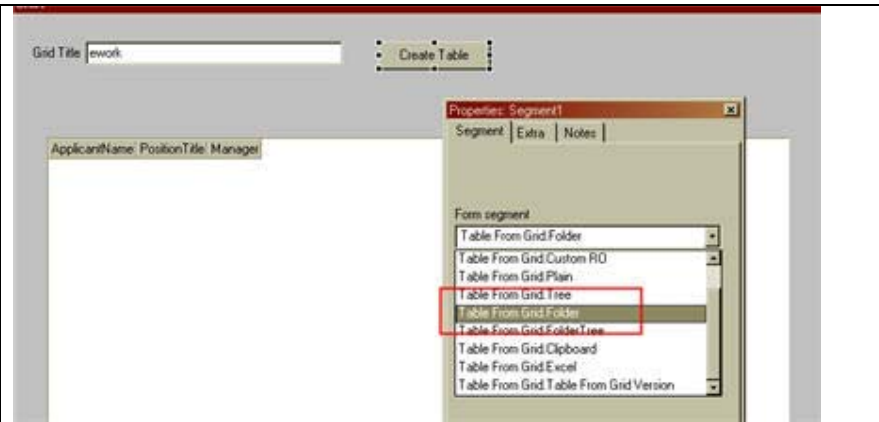 Grid Title ework Create Table
Properties: Segment1
Segment Extra Notes
ApplicantName PositionTitle Manager
Form segment
Table From Grid.Folder
Table From Grid.Custom RO
Table From Grid.Plain
Table From Grid.Tree
Table From Grid.Folder
Table From Grid.FolderTree
Table From Grid.Clipboard
Table From Grid.Excel
Table From Grid.Table From Grid Version